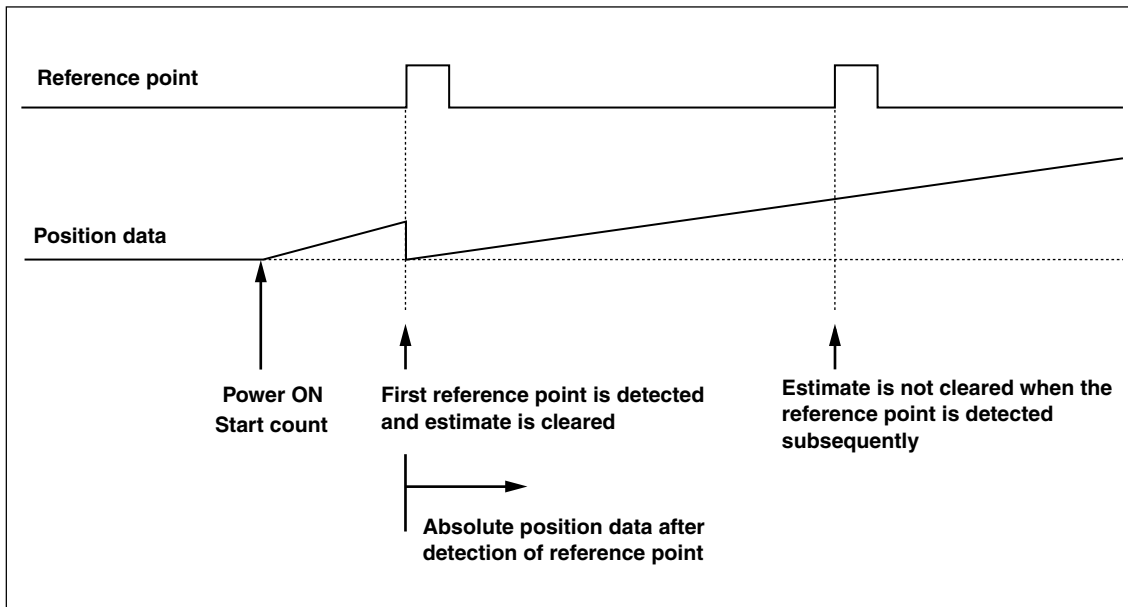 Reference point
Position data
Power ON
Start count
First reference point is detected
and estimate is cleared
Estimate is not cleared when the
reference point is detected
subsequently
Absolute position data after
detection of reference point